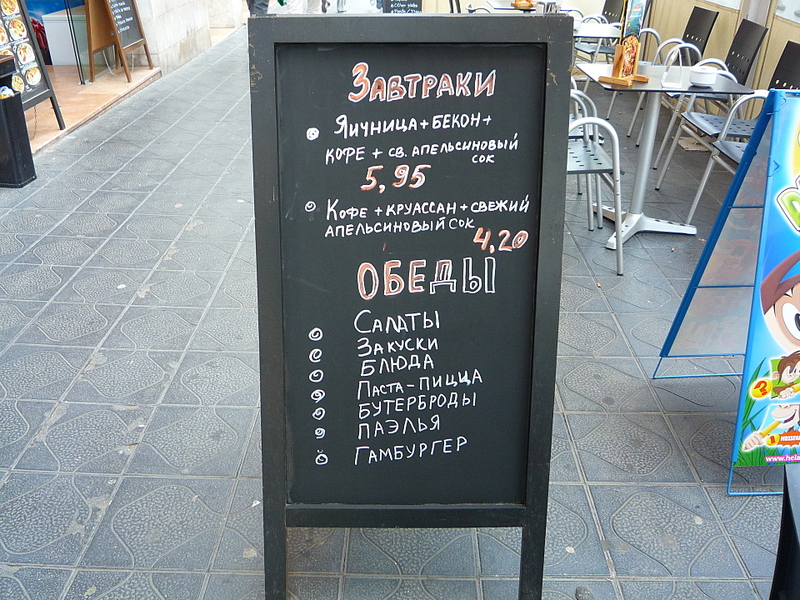 ЗАВТРАКИ
ЯИЧНИЦА+БЕКОН+
КОФЕ + СВ. АПЕЛЬСИНОВЫЙ
СОК
5,95
КОФЕ + КРУАССАН + СВЕЖИЙ
АПЕЛЬСИНОВЫЙ СОК
4,20
ОБЕДЫ
САЛАТЫ
ЗАКУСКИ
БЛЮДА
ПАСТА-ПИЦЦА
БУТЕРБРОДЫ
ПАЭЛЬЯ
ГАМБУРГЕР